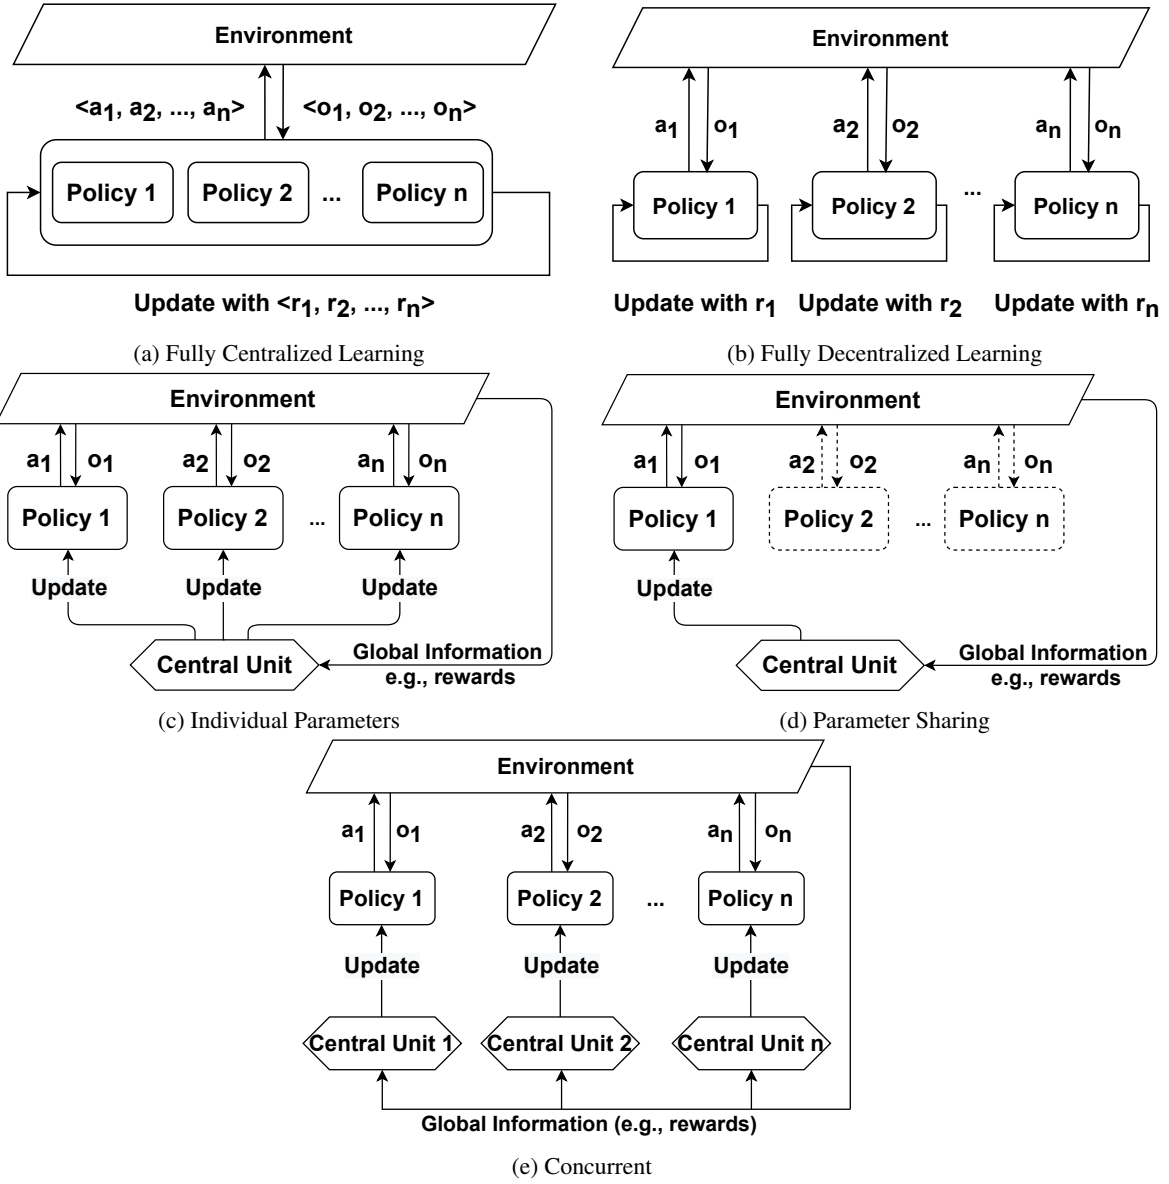 Environment
<a1, a2, ..., an>
<o1, o2, ..., on>
Policy 1
Policy 2
...
Policy n
Update with <r1, r2, ..., rn>
(a) Fully Centralized Learning
Environment
a1
o1
a2
o2
an
on
Policy 1
Policy 2
...
Policy n
Update with r1
Update with r2
Update with rn
(b) Fully Decentralized Learning
Environment
a1
o1
a2
o2
an
on
Policy 1
Policy 2
...
Policy n
Update
Update
Update
Central Unit
Global Information
e.g., rewards
(c) Individual Parameters
Environment
a1
o1
a2
o2
an
on
Policy 1
Policy 2
...
Policy n
Update
Central Unit
Global Information
e.g., rewards
(d) Parameter Sharing
Environment
a1
o1
a2
o2
an
on
Policy 1
Policy 2
...
Policy n
Update
Update
Update
Central Unit 1
Central Unit 2
Central Unit n
Global Information (e.g., rewards)
(e) Concurrent